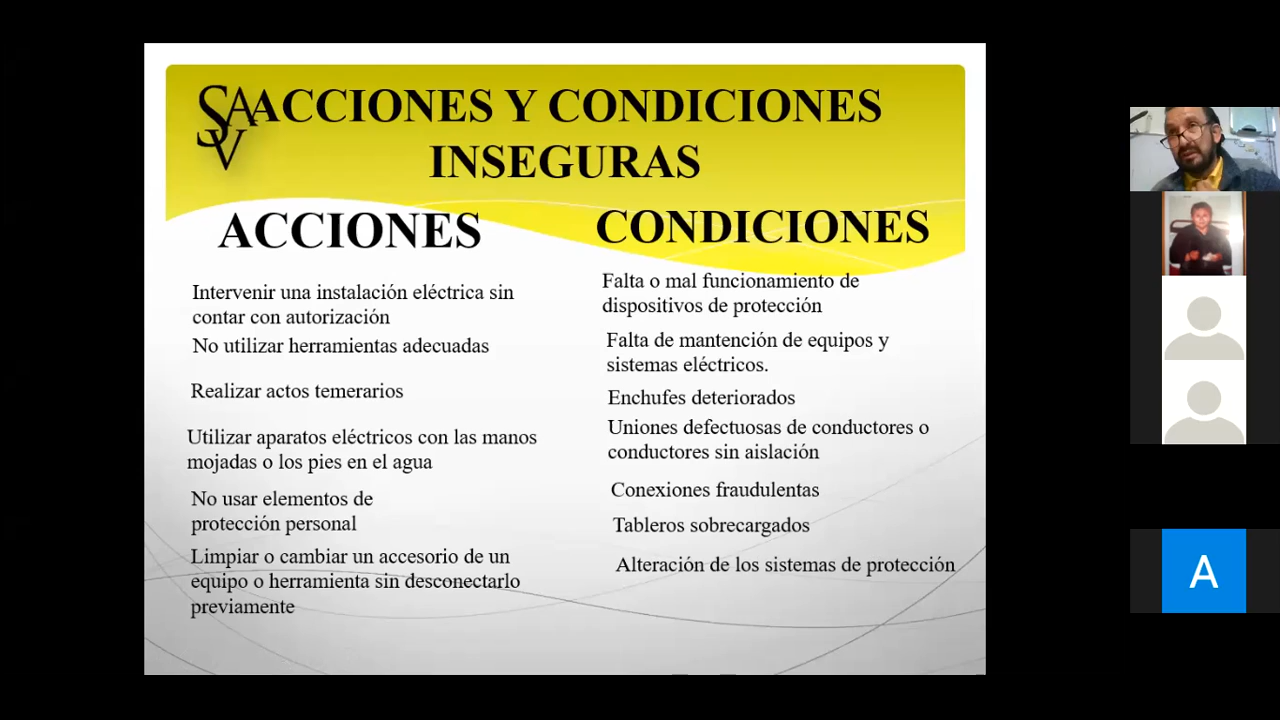 SAV
ACCIONES Y CONDICIONES
INSEGURAS
ACCIONES
Intervenir una instalación eléctrica sin
contar con autorización
No utilizar herramientas adecuadas
Realizar actos temerarios
Utilizar aparatos eléctricos con las manos
mojadas o los pies en el agua
No usar elementos de
protección personal
Limpiar o cambiar un accesorio de un
equipo o herramienta sin desconectarlo
previamente
CONDICIONES
Falta o mal funcionamiento de
dispositivos de protección
Falta de mantención de equipos y
sistemas eléctricos.
Enchufes deteriorados
Uniones defectuosas de conductores o
conductores sin aislación
Conexiones fraudulentas
Tableros sobrecargados
Alteración de los sistemas de protección
A